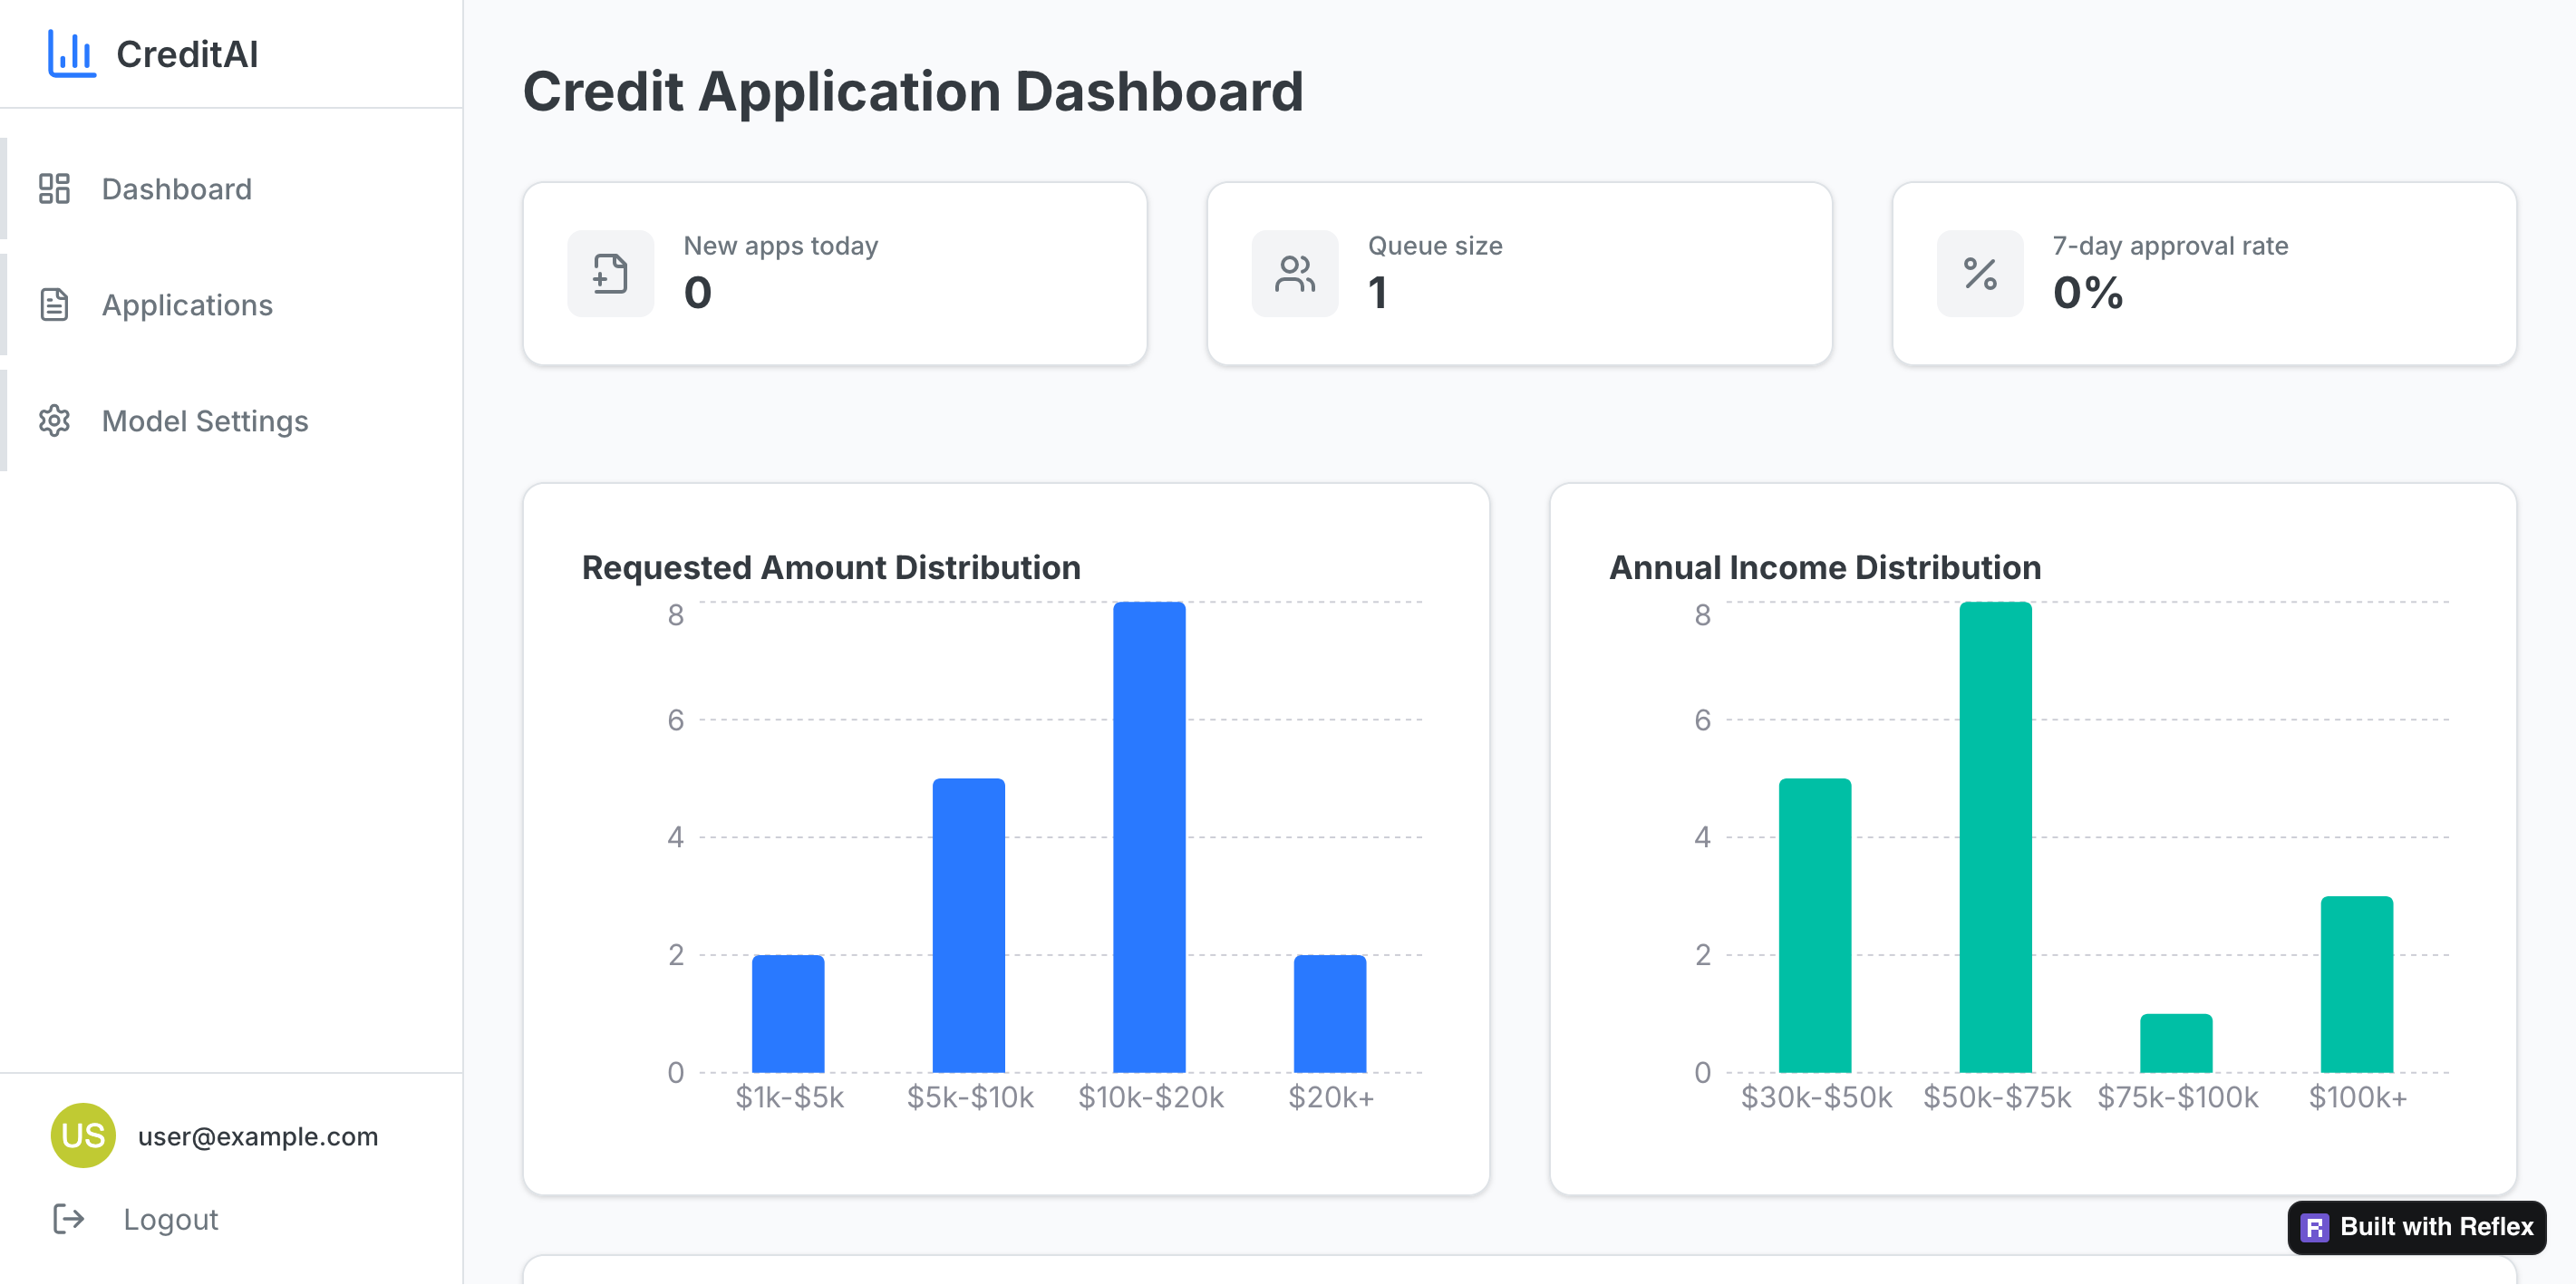 CreditAI
Dashboard
Applications
Model Settings
US
user@example.com
Logout
Credit Application Dashboard
New apps today
0
Queue size
1
7-day approval rate
0%
Requested Amount Distribution
8
6
4
2
0
$1k-$5k $5k-$10k $10k-$20k $20k+
Annual Income Distribution
8
6
4
2
0
$30k-$50k $50k-$75k $75k-$100k $100k+
Built with Reflex